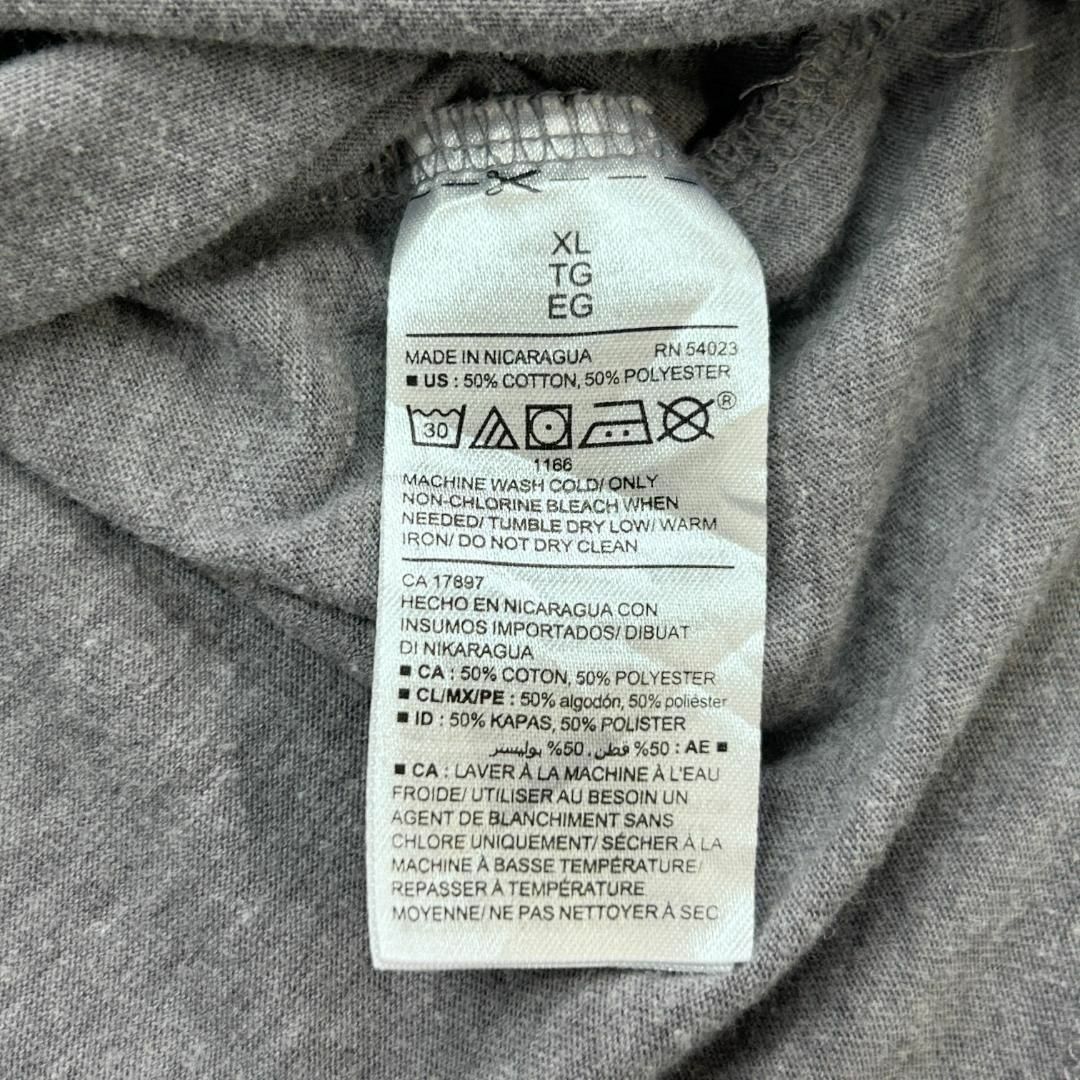 XL
TG
EG
MADE IN NICARAGUA RN 54023
■ US : 50% COTTON, 50% POLYESTER
30 ®
1166
MACHINE WASH COLD/ ONLY
NON-CHLORINE BLEACH WHEN
NEEDED/ TUMBLE DRY LOW/ WARM
IRON/ DO NOT DRY CLEAN
CA 17897
HECHO EN NICARAGUA CON
INSUMOS IMPORTADOS/ DIBUAT
DI NIKARAGUA
■ CA : 50% COTON, 50% POLYESTER
■ CL/MX/PE : 50% algodón, 50% poliéster
■ ID : 50% KAPAS, 50% POLISTER
■ AE : 50% قطن, 50% بوليستر
■ CA : LAVER À LA MACHINE À L'EAU
FROIDE/ UTILISER AU BESOIN UN
AGENT DE BLANCHIMENT SANS
CHLORE UNIQUEMENT/ SÉCHER À LA
MACHINE À BASSE TEMPÉRATURE/
REPASSER À TEMPÉRATURE
MOYENNE/ NE PAS NETTOYER À SEC